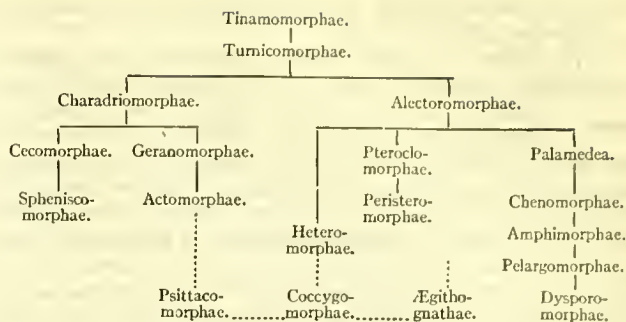 Tinamomorphae.
Turnicomorphae.
Charadriomorphae. Alectoromorphae.
Cecomorphae. Geranomorphae. Pteroclo-
morphae. Palamedea.
Sphenisco-
morphae. Actomorphae. Peristero-
morphae. Chenomorphae.
Hetero-
morphae. Amphimorphae.
Pelargomorphae.
Psittaco-
morphae. Coccygo-
morphae. Ægitho-
gnathae. Dysporo-
morphae.